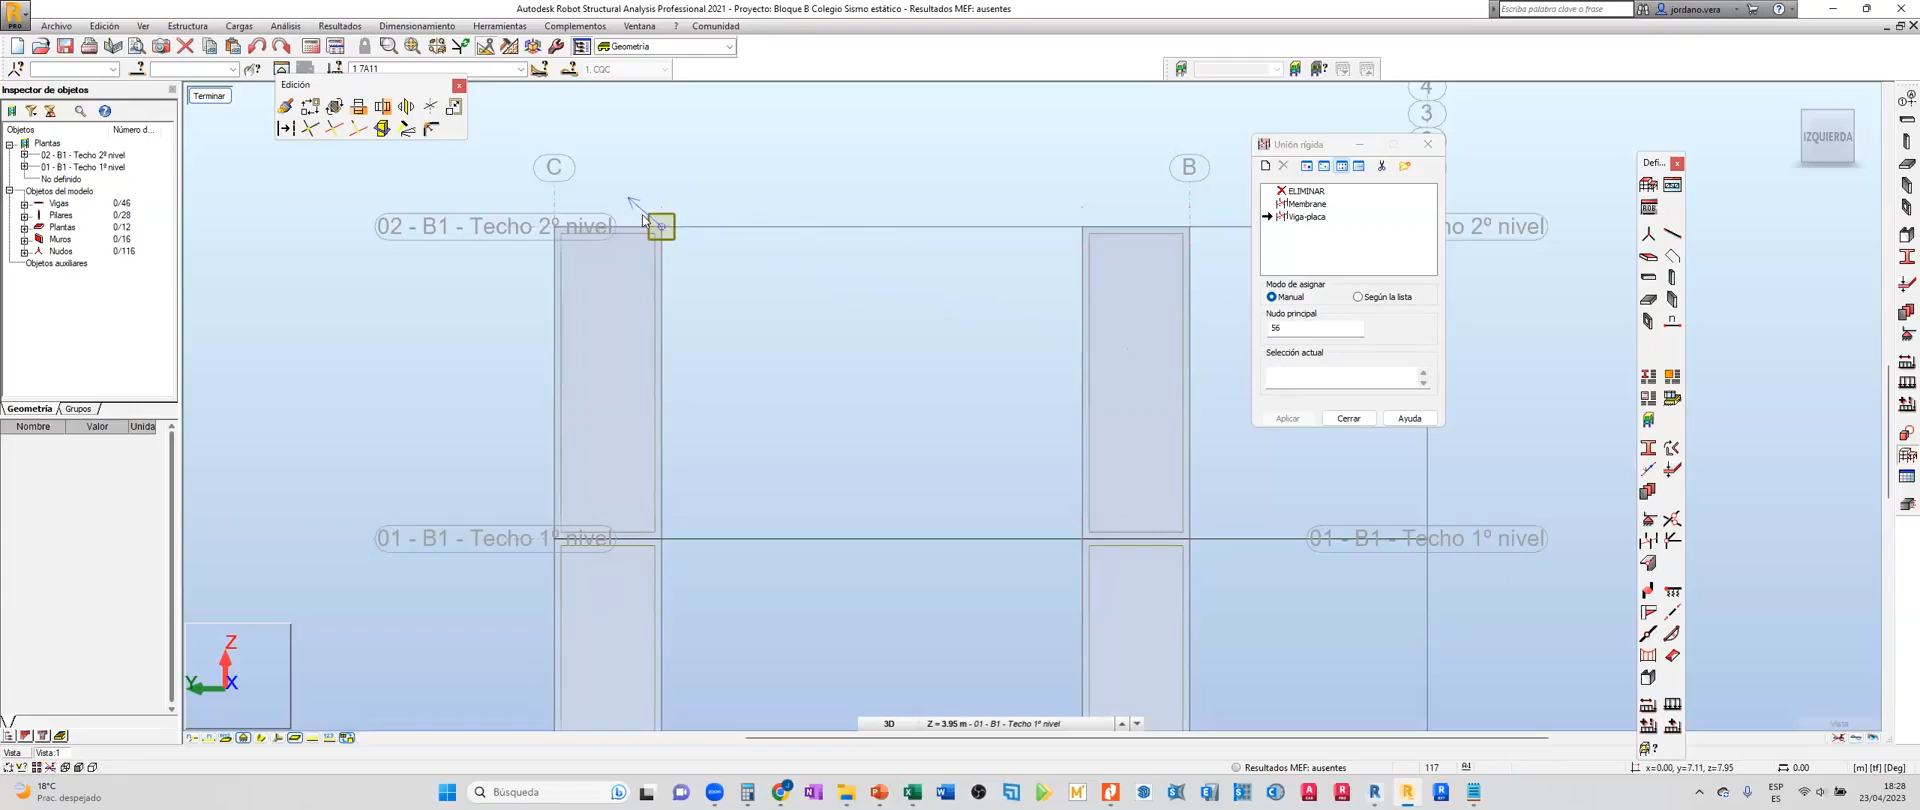 Autodesk Robot Structural Analysis Professional 2021 - Proyecto: Bloque B Colegio Sismo estático - Resultados MEF: ausentes
Escriba palabra clave o frase
jordano.vera
PRO
Archivo Edición Ver Estructura Cargas Análisis Resultados Dimensionamiento Herramientas Complementos Ventana ? Comunidad
Geometria
1 7A11
1. CQC
Inspector de objetos
Terminar
Edición
x
Objetos Número d...
Plantas
02 - B1 - Techo 2º nivel
01 - B1 - Techo 1º nivel
No definido
Objetos del modelo
Vigas 0/46
Pilares 0/28
Plantas 0/12
Muros 0/16
Nudos 0/116
Objetos auxiliares
Geometría Grupos
Nombre Valor Unida
4
3
C
B
02 - B1 - Techo 2º nivel
ho 2º nivel
01 - B1 - Techo 1º nivel
01 - B1 - Techo 1º nivel
IZQUIERDA
Unión rígida
ELIMINAR
Membrane
Viga-placa
Modo de asignar
Manual Según la lista
Nudo principal
56
Selección actual
Aplicar Cerrar Ayuda
Defi...
x
Z
Y X
3D Z = 3.95 m - 01 - B1 - Techo 1º nivel
Vista
Vista Vista:1
Resultados MEF: ausentes 117 x=0.00, y=7.11, z=7.95 0.00 [m] [tf] [Deg]
18°C
Prac. despejado
Búsqueda
ESP
ES
18:28
23/04/2023